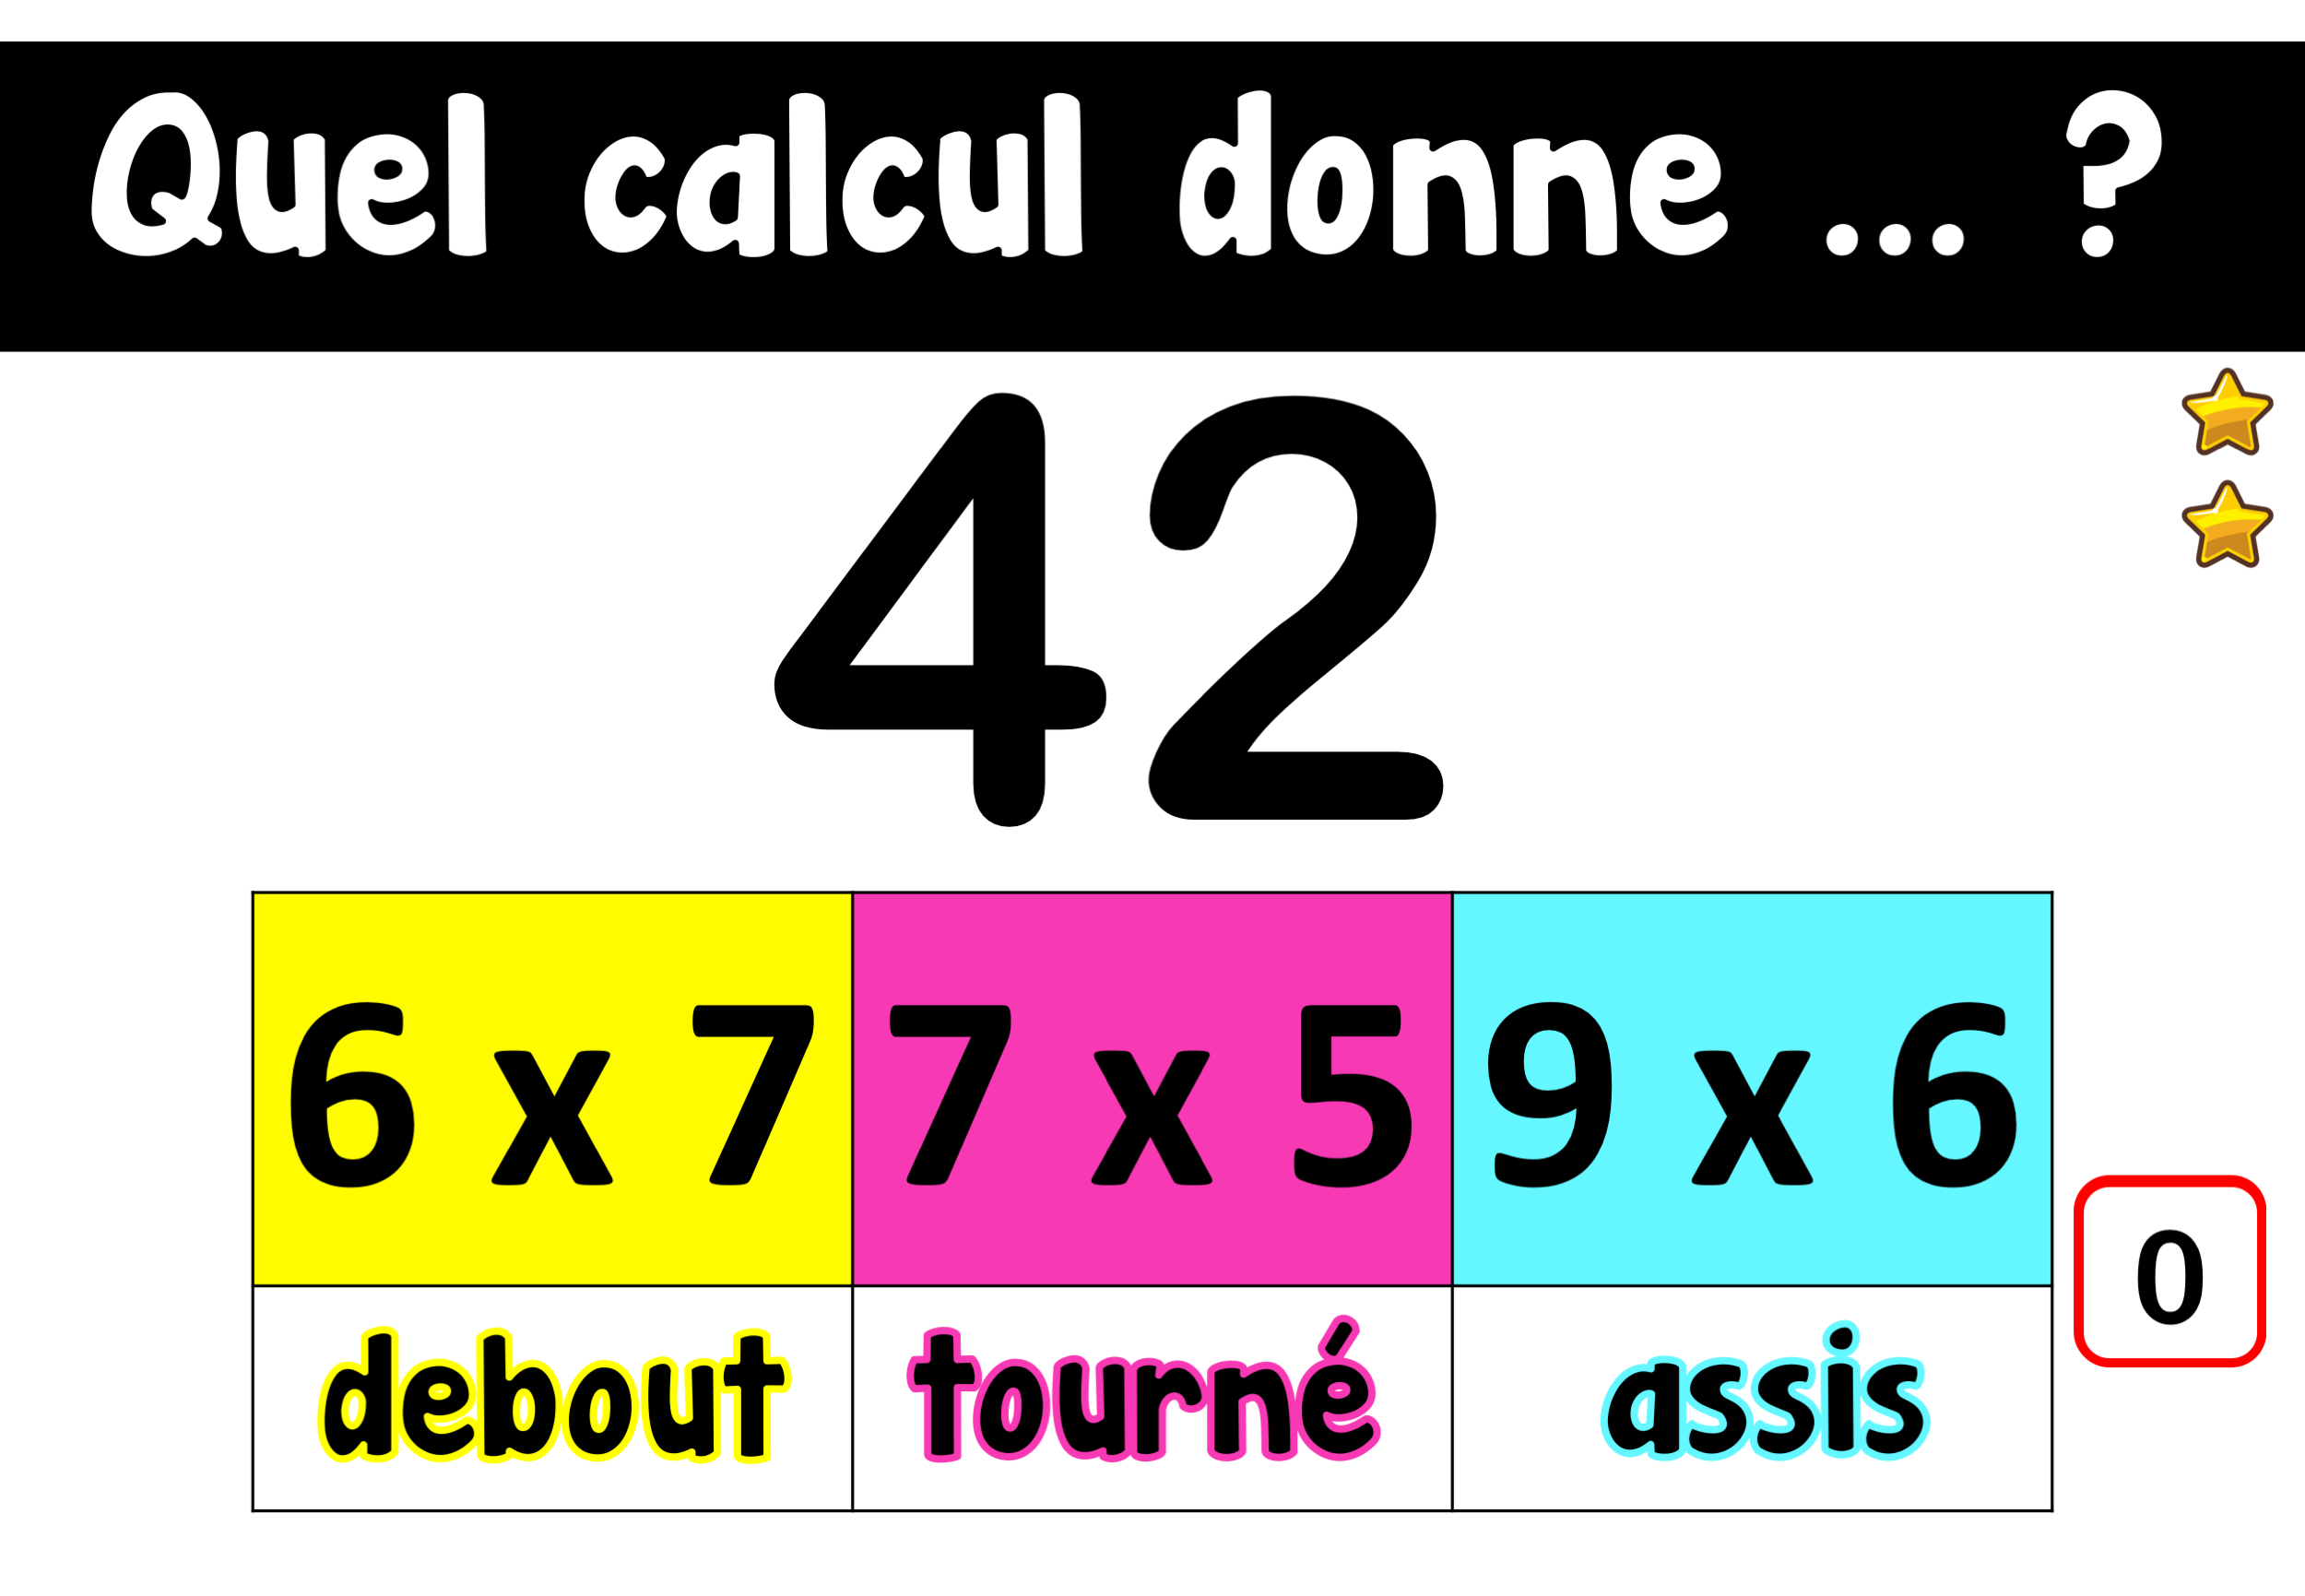 Quel calcul donne ... ?
42
6 x 7 7 x 5 9 x 6
0
debout tourné assis